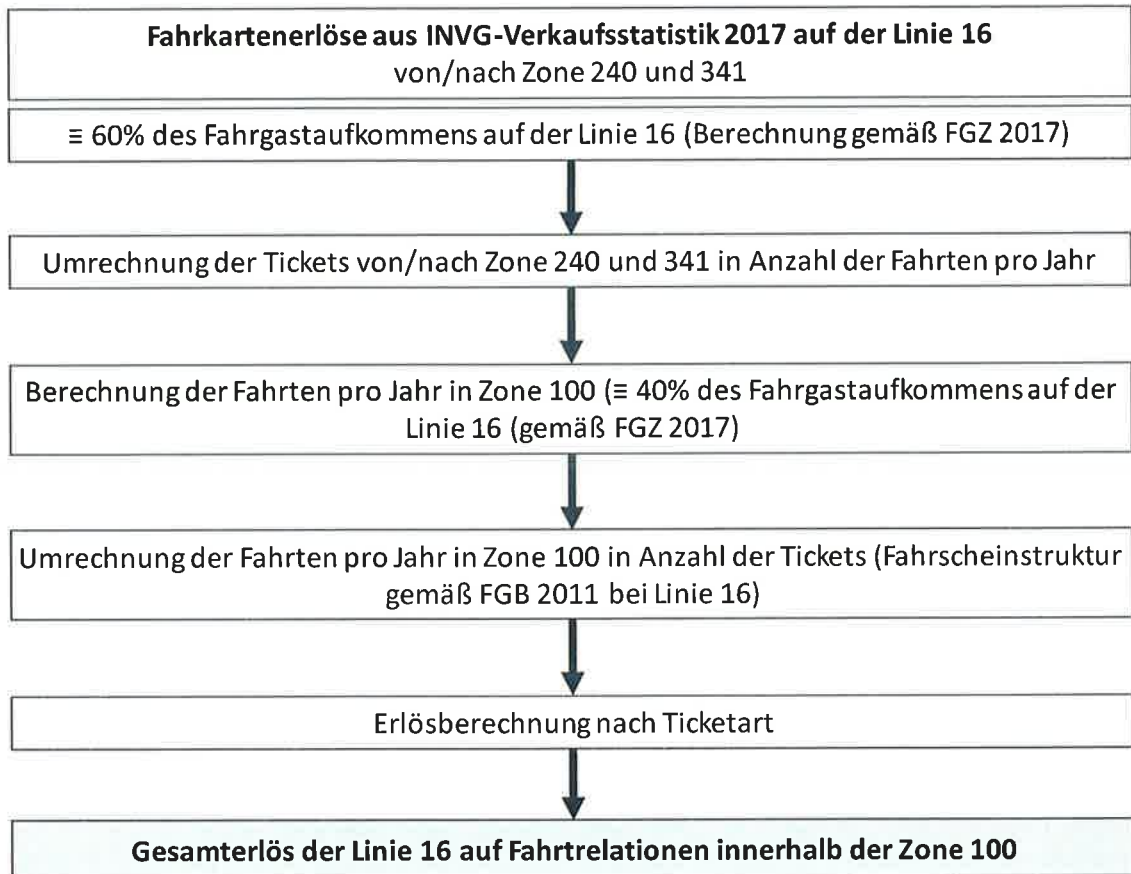 Fahrkartenerlöse aus INVG-Verkaufsstatistik 2017 auf der Linie 16
von/nach Zone 240 und 341
≡ 60% des Fahrgastaufkommens auf der Linie 16 (Berechnung gemäß FGZ 2017)
Umrechnung der Tickets von/nach Zone 240 und 341 in Anzahl der Fahrten pro Jahr
Berechnung der Fahrten pro Jahr in Zone 100 (≡ 40% des Fahrgastaufkommens auf der
Linie 16 (gemäß FGZ 2017)
Umrechnung der Fahrten pro Jahr in Zone 100 in Anzahl der Tickets (Fahrscheinstruktur
gemäß FGB 2011 bei Linie 16)
Erlösberechnung nach Ticketart
Gesamterlös der Linie 16 auf Fahrtrelationen innerhalb der Zone 100